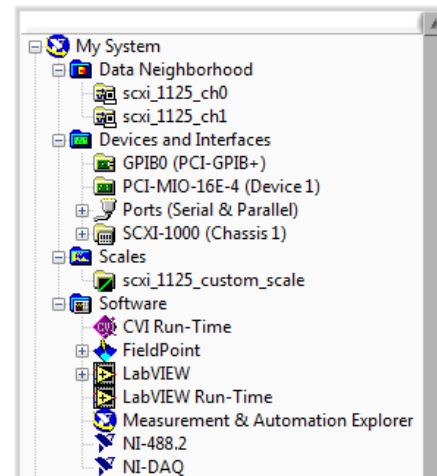 My System
Data Neighborhood
scxi_1125_ch0
scxi_1125_ch1
Devices and Interfaces
GPIB0 (PCI-GPIB+)
PCI-MIO-16E-4 (Device 1)
Ports (Serial & Parallel)
SCXI-1000 (Chassis 1)
Scales
scxi_1125_custom_scale
Software
CVI Run-Time
FieldPoint
LabVIEW
LabVIEW Run-Time
Measurement & Automation Explorer
NI-488.2
NI-DAQ